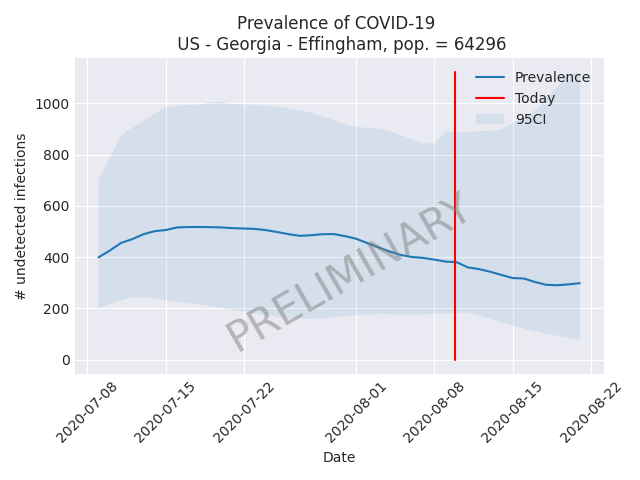 Prevalence of COVID-19
US - Georgia - Effingham, pop. = 64296
Prevalence
Today
95CI
1000
800
600
400
200
0
# undetected infections
PRELIMINARY
2020-07-08
2020-07-15
2020-07-22
2020-08-01
2020-08-08
2020-08-15
2020-08-22
Date